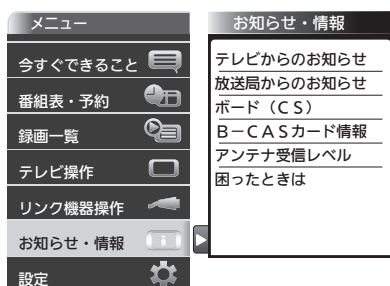 メニュー
今すぐできること
番組表・予約
録画一覧
テレビ操作
リンク機器操作
お知らせ・情報
設定
お知らせ・情報
テレビからのお知らせ
放送局からのお知らせ
ボード（ＣＳ）
Ｂ－ＣＡＳカード情報
アンテナ受信レベル
困ったときは